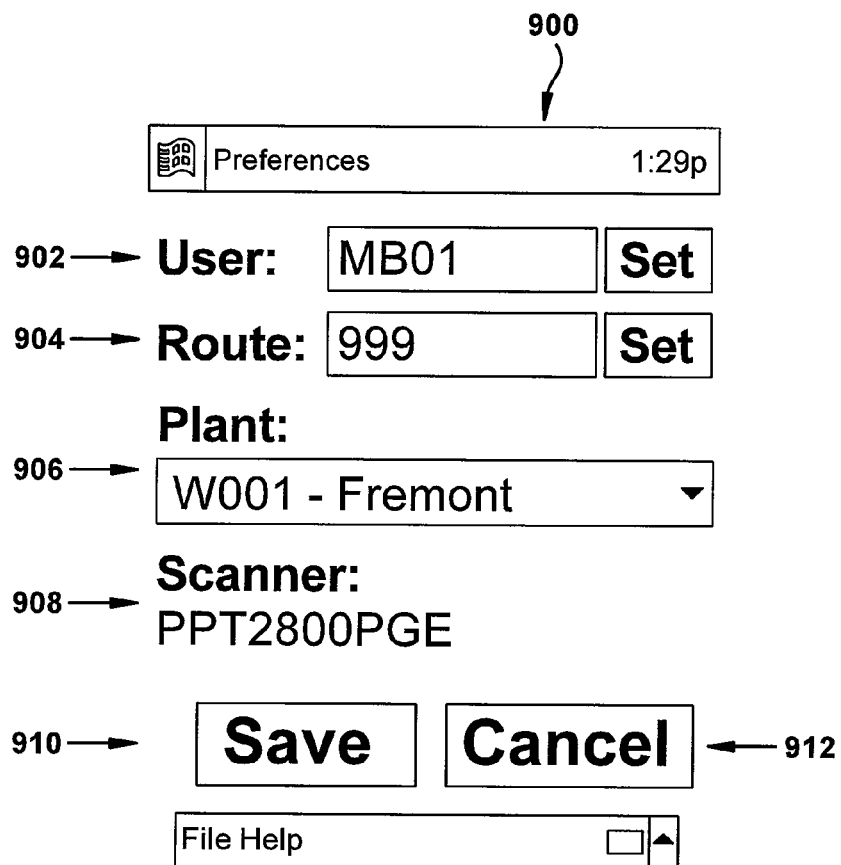 900
Preferences 1:29p
902 User: MB01 Set
904 Route: 999 Set
Plant:
906 W001 - Fremont
Scanner:
908 PPT2800PGE
910 Save Cancel 912
File Help